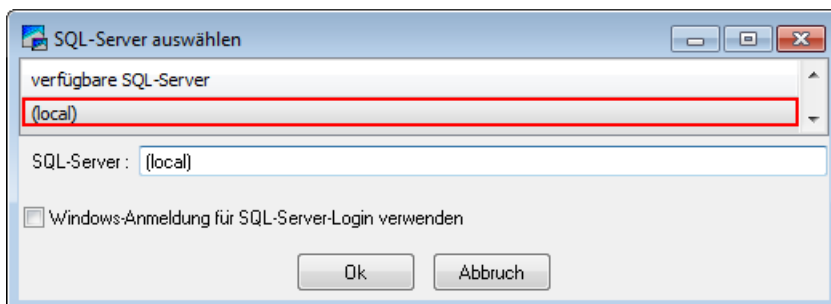 SQL-Server auswählen
verfügbare SQL-Server
(local)
SQL-Server : (local)
Windows-Anmeldung für SQL-Server-Login verwenden
Ok Abbruch